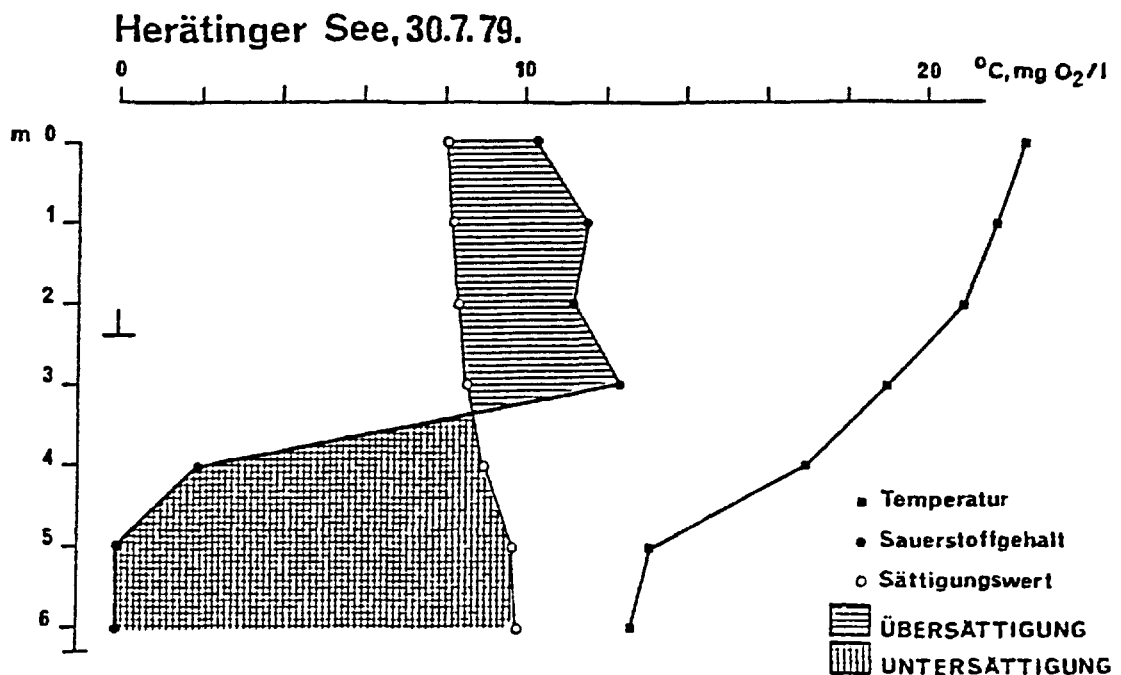 Herätinger See, 30.7.79.
0 10 20 °C, mg O₂/l
m 0
1
2
3
4
5
6
Temperatur
Sauerstoffgehalt
Sättigungswert
ÜBERSÄTTIGUNG
UNTERSÄTTIGUNG